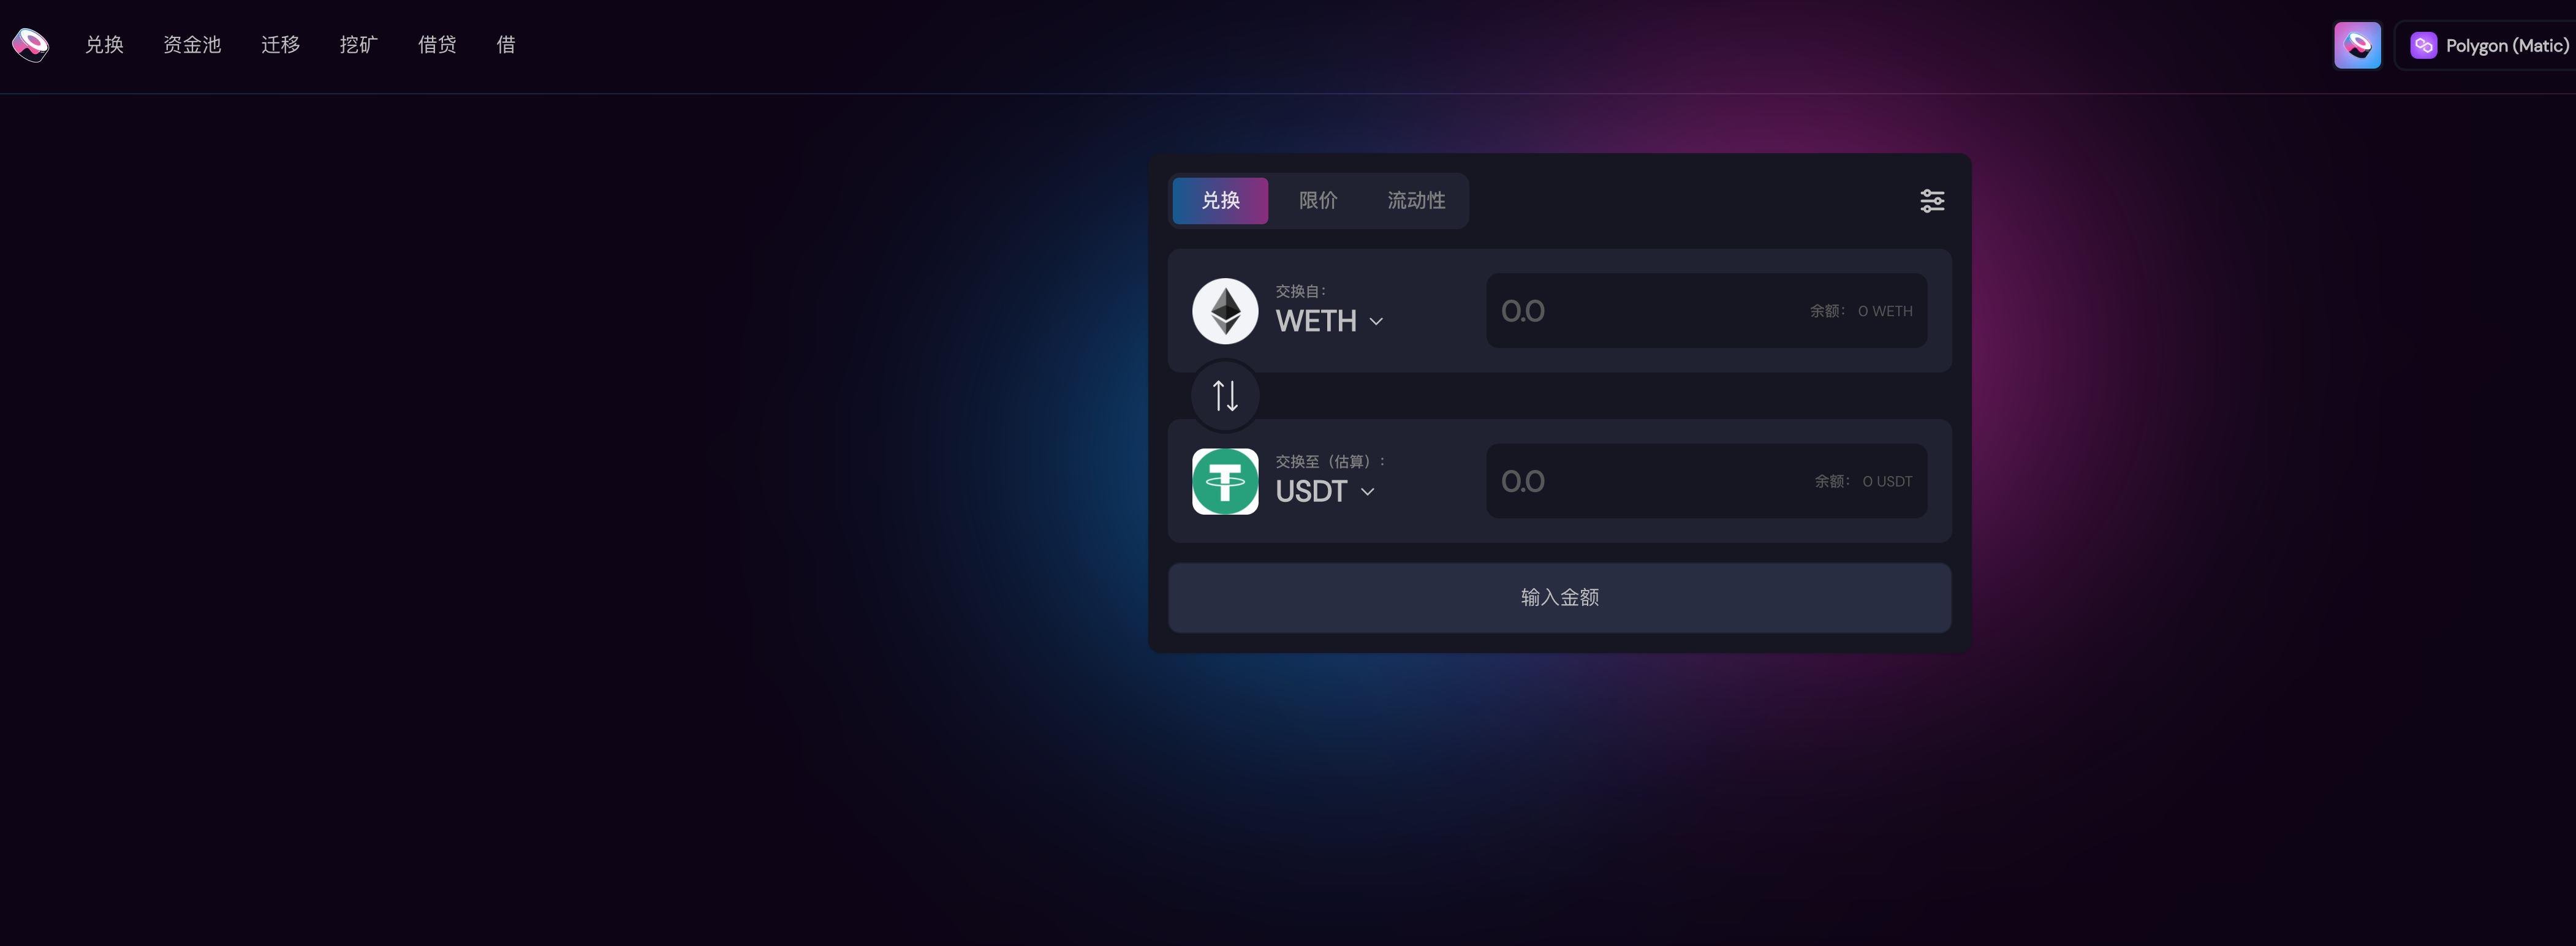 兑换 资金池 迁移 挖矿 借贷 借 Polygon (Matic)
兑换 限价 流动性
交换自：
WETH
0.0 余额： 0 WETH
交换至（估算）：
USDT
0.0 余额： 0 USDT
输入金额